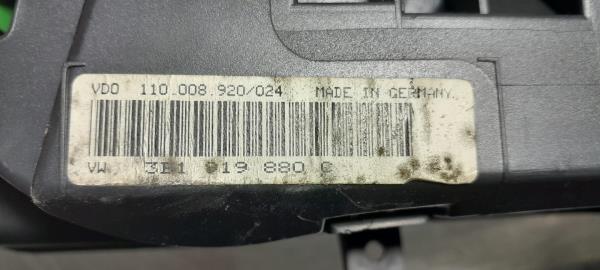 VDO 110.008.920/024 MADE IN GERMANY
VW 3B1 919 880 C